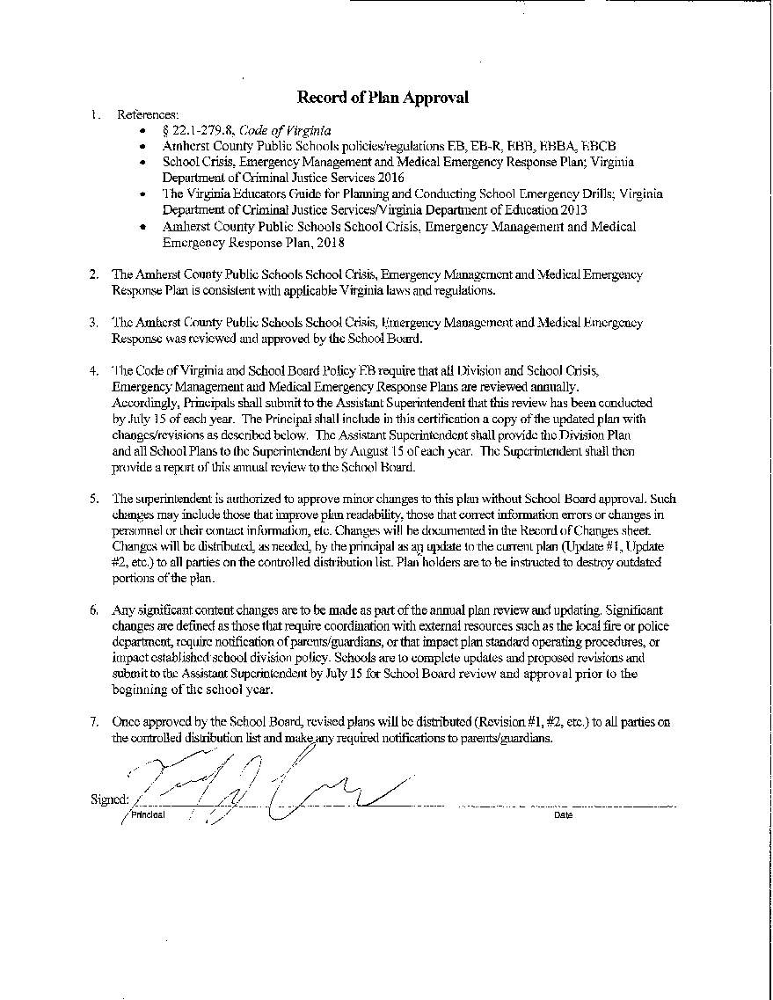 Record of Plan Approval
1. References:
• § 22.1-279.8, Code of Virginia
• Amherst County Public Schools policies/regulations EB, EB-R, EBB, EBBA, EBCB
• School Crisis, Emergency Management and Medical Emergency Response Plan; Virginia
Department of Criminal Justice Services 2016
• The Virginia Educators Guide for Planning and Conducting School Emergency Drills; Virginia
Department of Criminal Justice Services/Virginia Department of Education 2013
• Amherst County Public Schools School Crisis, Emergency Management and Medical
Emergency Response Plan, 2018
2. The Amherst County Public Schools School Crisis, Emergency Management and Medical Emergency
Response Plan is consistent with applicable Virginia laws and regulations.
3. The Amherst County Public Schools School Crisis, Emergency Management and Medical Emergency
Response was reviewed and approved by the School Board.
4. The Code of Virginia and School Board Policy EB require that all Division and School Crisis,
Emergency Management and Medical Emergency Response Plans are reviewed annually.
Accordingly, Principals shall submit to the Assistant Superintendent that this review has been conducted
by July 15 of each year. The Principal shall include in this certification a copy of the updated plan with
changes/revisions as described below. The Assistant Superintendent shall provide the Division Plan
and all School Plans to the Superintendent by August 15 of each year. The Superintendent shall then
provide a report of this annual review to the School Board.
5. The superintendent is authorized to approve minor changes to this plan without School Board approval. Such
changes may include those that improve plan readability, those that correct information errors or changes in
personnel or their contact information, etc. Changes will be documented in the Record of Changes sheet.
Changes will be distributed, as needed, by the principal as an update to the current plan (Update #1, Update
#2, etc.) to all parties on the controlled distribution list. Plan holders are to be instructed to destroy outdated
portions of the plan.
6. Any significant content changes are to be made as part of the annual plan review and updating. Significant
changes are defined as those that require coordination with external resources such as the local fire or police
department, require notification of parents/guardians, or that impact plan standard operating procedures, or
impact established school division policy. Schools are to complete updates and proposed revisions and
submit to the Assistant Superintendent by July 15 for School Board review and approval prior to the
beginning of the school year.
7. Once approved by the School Board, revised plans will be distributed (Revision #1, #2, etc.) to all parties on
the controlled distribution list and make any required notifications to parents/guardians.
Signed:
Principal Date